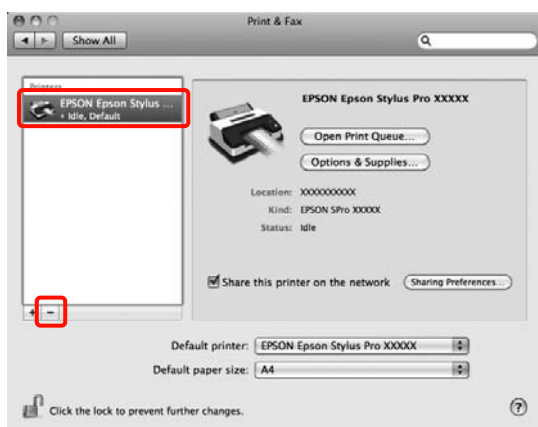 Print & Fax
Show All
Printers
EPSON Epson Stylus ...
• Idle, Default
EPSON Epson Stylus Pro XXXXX
Open Print Queue...
Options & Supplies...
Location: XXXXXXXXXX
Kind: EPSON SPro XXXXX
Status: Idle
Share this printer on the network
Sharing Preferences...
+ −
Default printer: EPSON Epson Stylus Pro XXXXX
Default paper size: A4
Click the lock to prevent further changes.
?